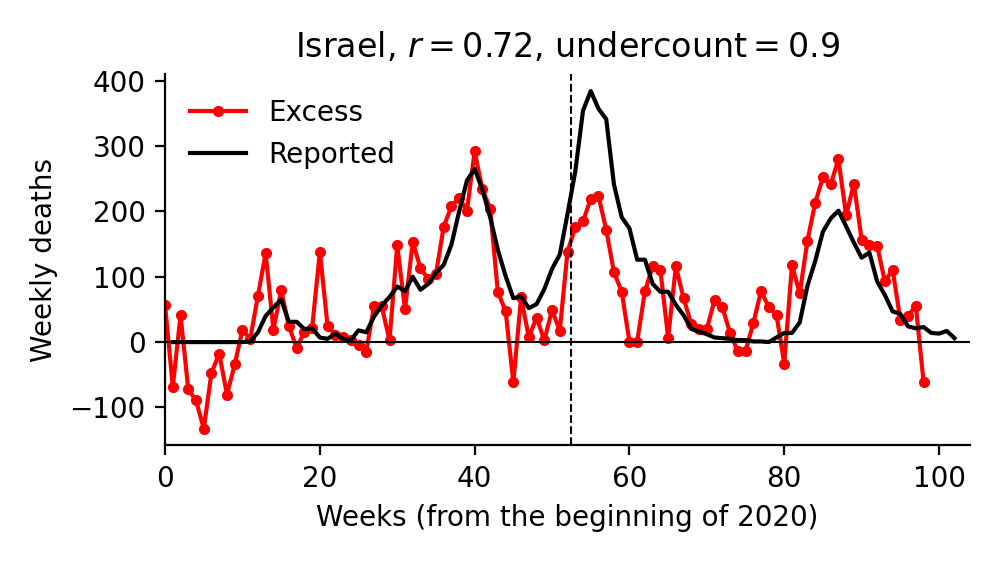 Israel, r = 0.72, undercount = 0.9
Excess
Reported
Weekly deaths
400
300
200
100
0
−100
0 20 40 60 80 100
Weeks (from the beginning of 2020)